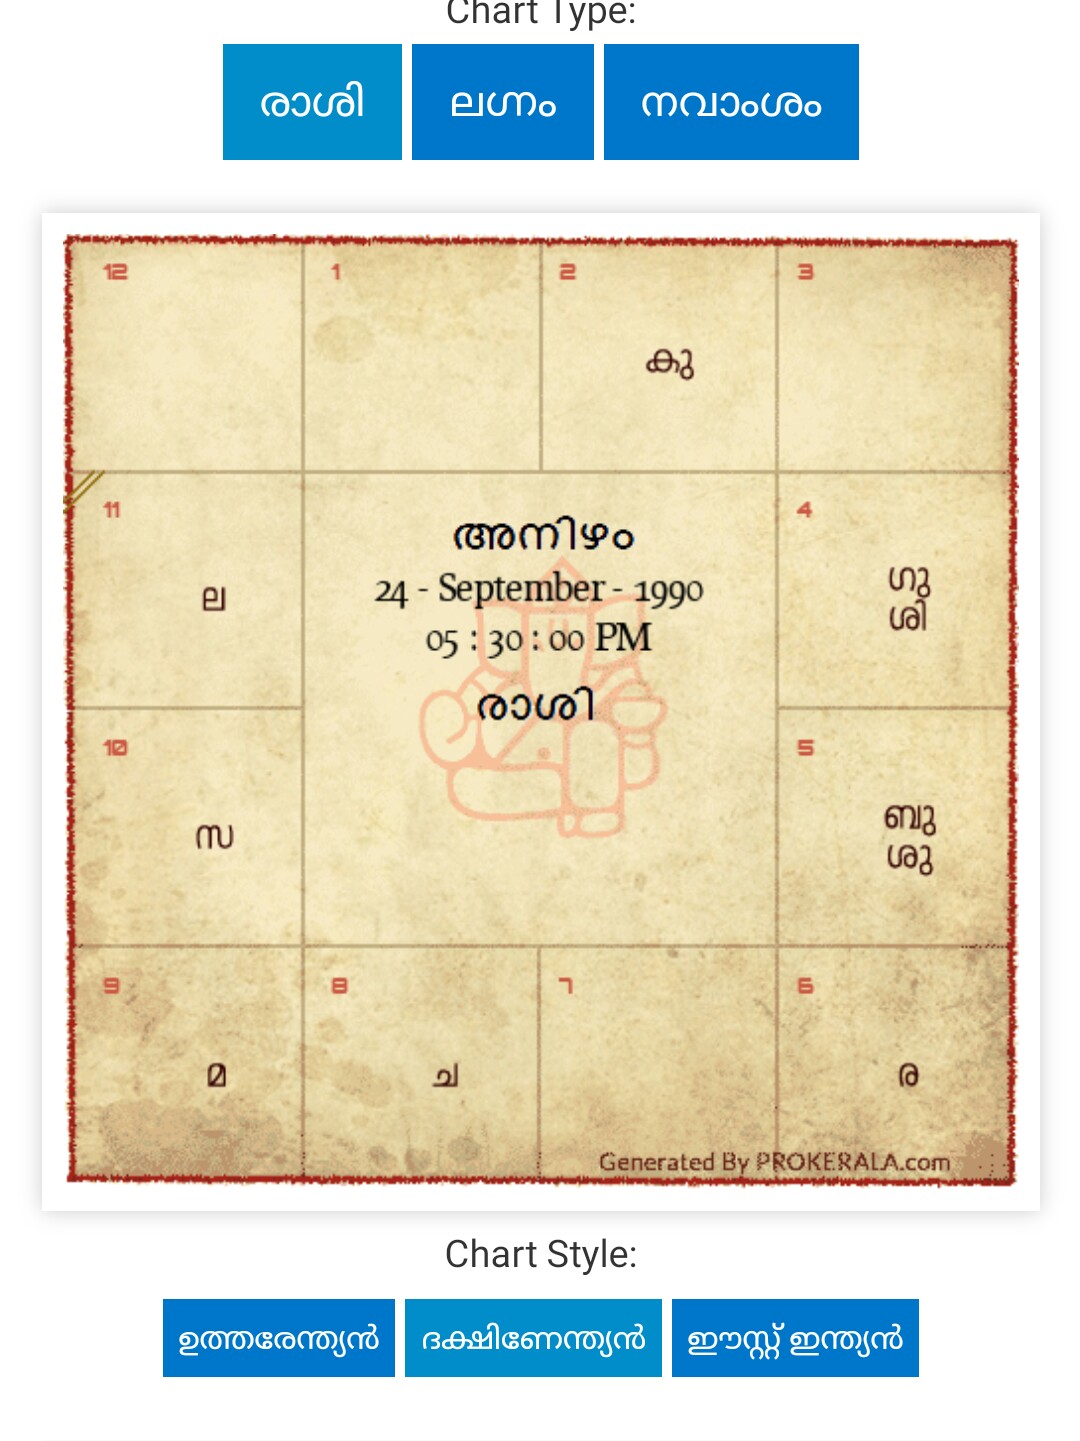 Chart Type:
രാശി ലഗ്നം നവാംശം
12 1 2 3
കു
11
ല
അനിഴം
24 - September - 1990
05 : 30 : 00 PM
രാശി
4
ഗു
ശി
10
സ
5
ബു
ശു
9 8 7 6
മ ച ര
Generated By PROKERALA.com
Chart Style:
ഉത്തരേന്ത്യൻ ദക്ഷിണേന്ത്യൻ ഈസ്റ്റ് ഇന്ത്യൻ